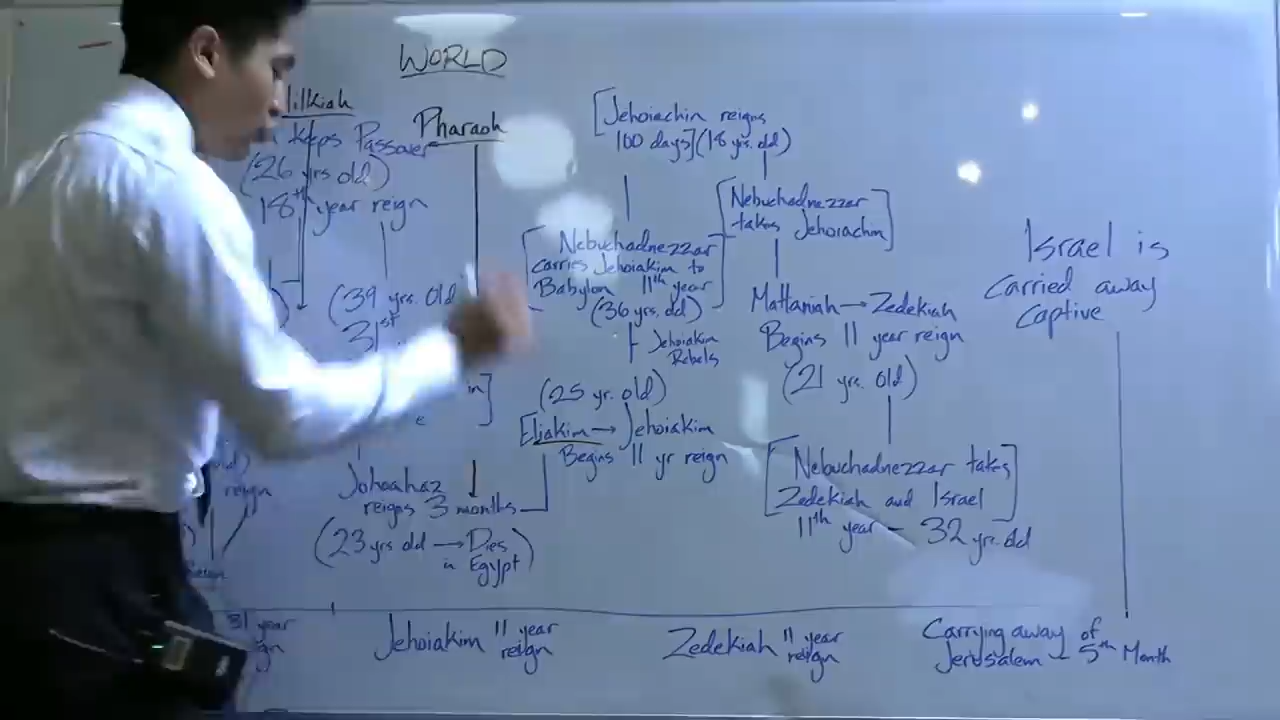 WORLD
Hilkiah
Keeps Passover
(26 yrs old)
18th year reign
(39 yrs. Old
31st
Pharaoh
Johoahaz
reigns 3 months
(23 yrs old → Dies
in Egypt)
reign
[Jehoiachin reigns
100 days] (18 yrs. old)
[Nebuchadnezzar
carries Jehoiakim to
Babylon 11th year]
(36 yrs. old)
Jehoiakim
Rebels
(25 yr. old)
Eliakim → Jehoiakim
Begins 11 yr reign
[Nebuchadnezzar
takes Jehoiachin]
Mattaniah → Zedekiah
Begins 11 year reign
(21 yrs. old)
[Nebuchadnezzar takes
Zedekiah and Israel]
11th year – 32 yrs. old
Israel is
Carried away
captive
31 year
Jehoiakim 11 year
reign
Zedekiah 11 year
reign
Carrying away of
Jerusalem – 5th Month